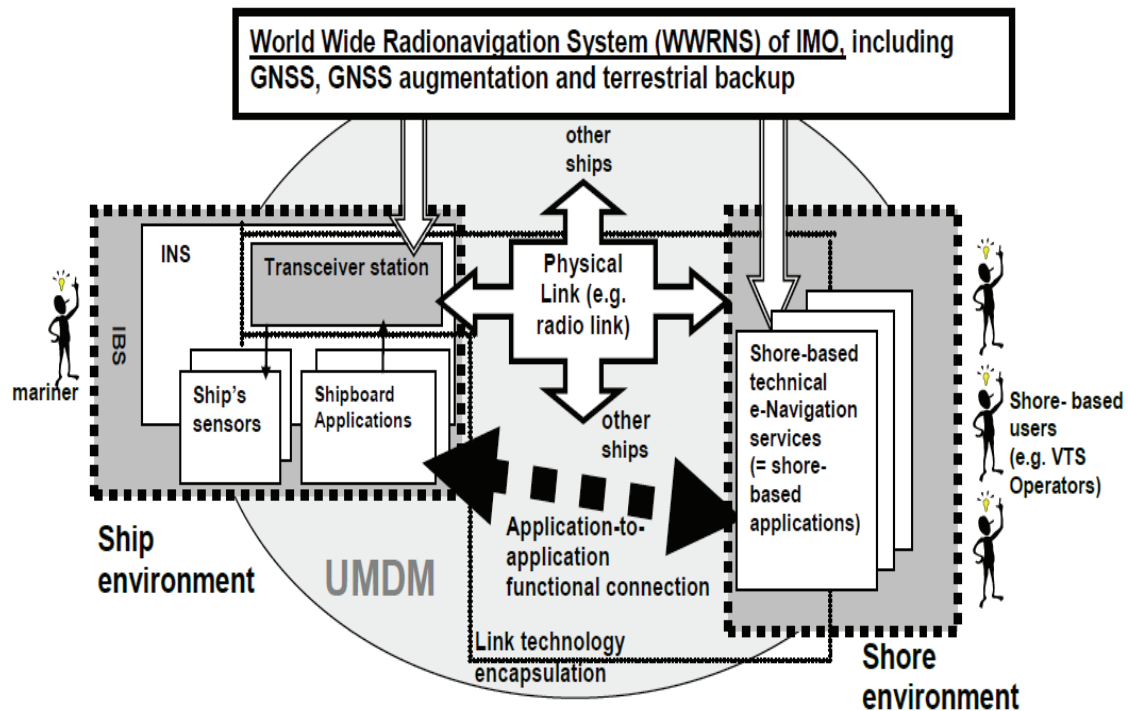 World Wide Radionavigation System (WWRNS) of IMO, including
GNSS, GNSS augmentation and terrestrial backup
other
ships
INS
Transceiver station
Physical
Link (e.g.
radio link)
IBS
mariner
Ship's
sensors
Shipboard
Applications
Shore-based
technical
e-Navigation
services
(= shore-
based
applications)
Shore- based
users
(e.g. VTS
Operators)
other
ships
Ship
environment
Application-to-
application
functional connection
UMDM
Link technology
encapsulation
Shore
environment